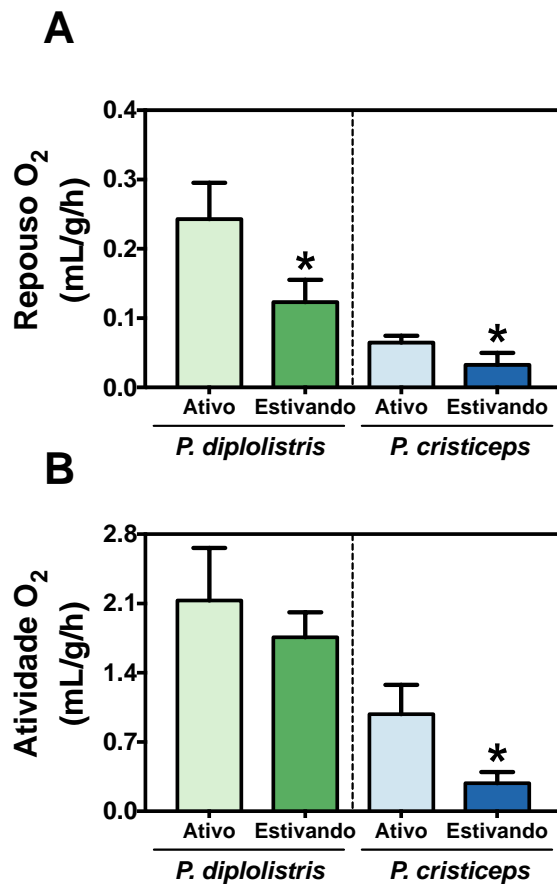 A
Repouso O2
(mL/g/h)
0.4
0.3
0.2
0.1
0.0
*
*
Ativo Estivando Ativo Estivando
P. diplolistris P. cristiceps
B
Atividade O2
(mL/g/h)
2.8
2.1
1.4
0.7
0.0
*
Ativo Estivando Ativo Estivando
P. diplolistris P. cristiceps